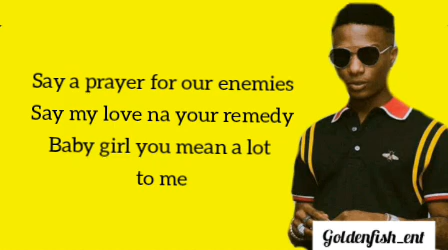 Say a prayer for our enemies
Say my love na your remedy
Baby girl you mean a lot
to me
Goldenfish_ent